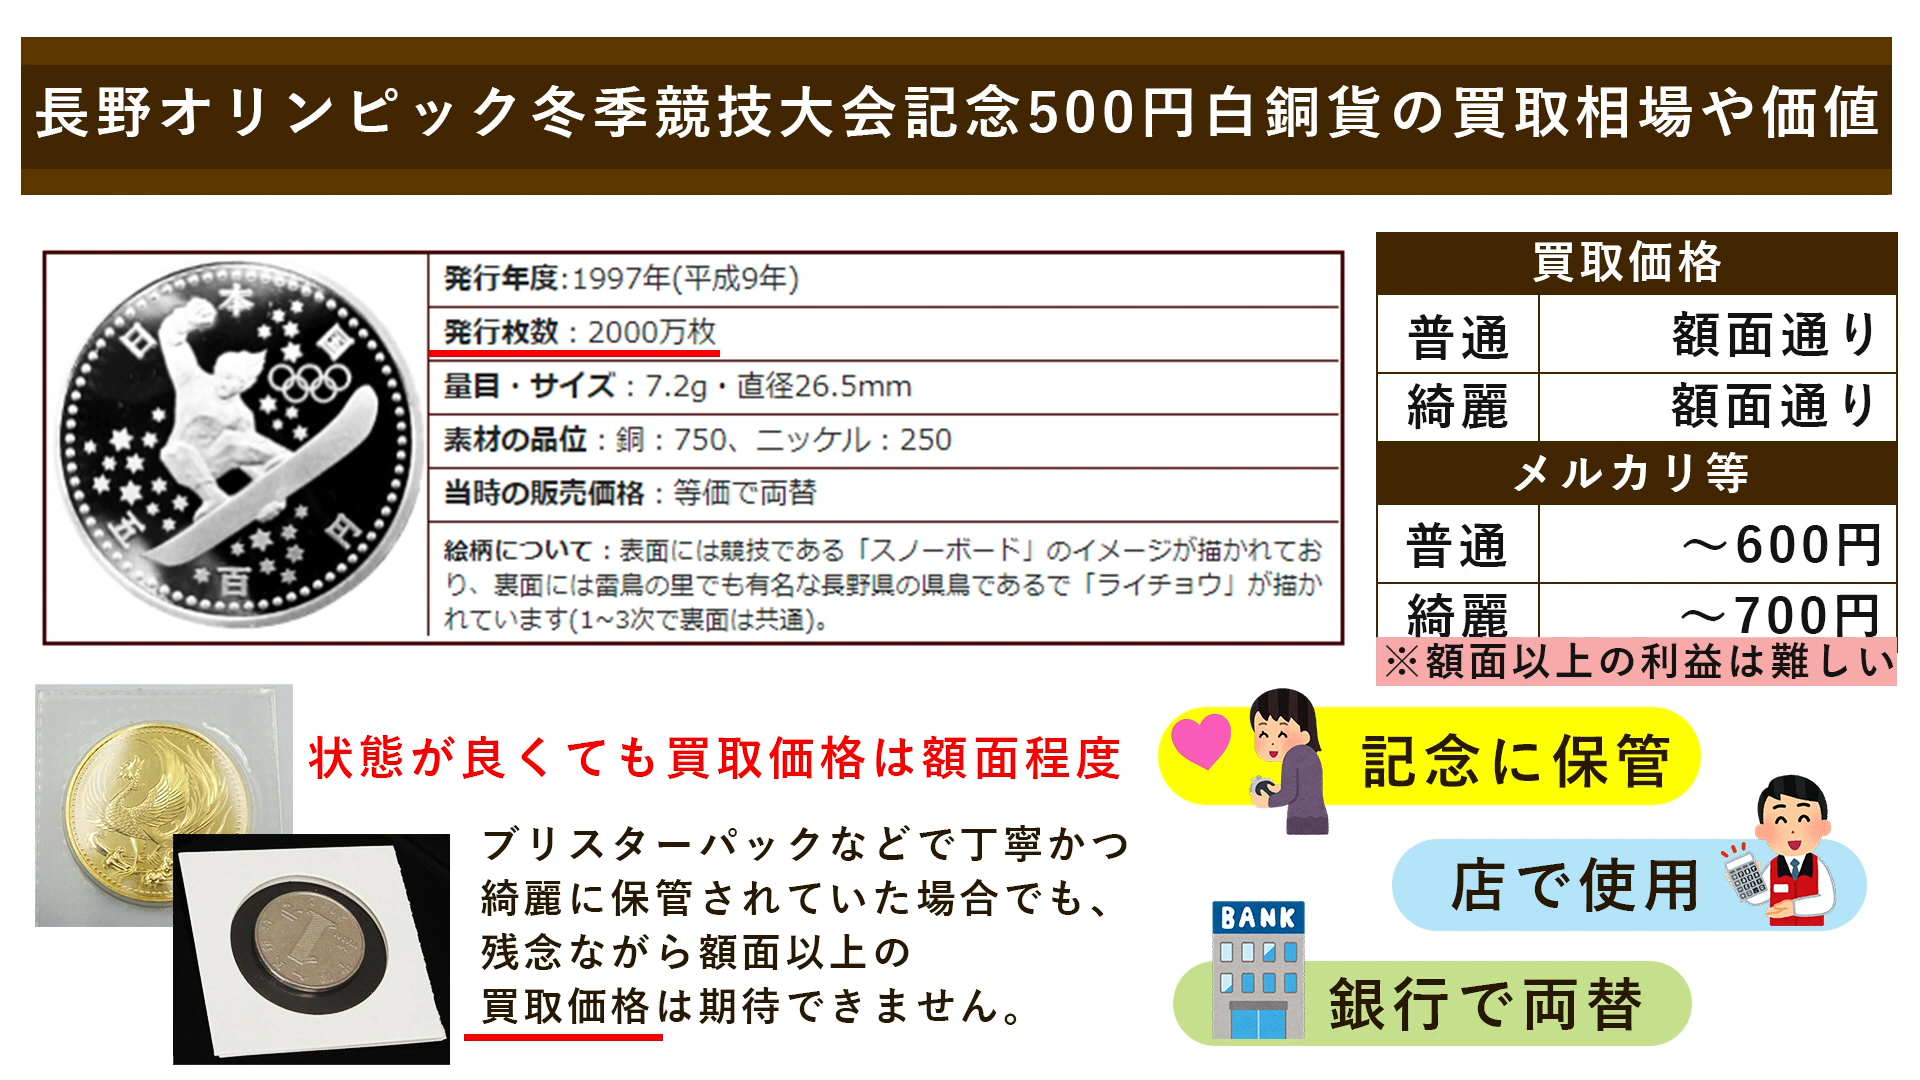 長野オリンピック冬季競技大会記念500円白銅貨の買取相場や価値
日本国
五百円
発行年度:1997年(平成9年)
発行枚数：2000万枚
量目・サイズ：7.2g・直径26.5mm
素材の品位：銅：750、ニッケル：250
当時の販売価格：等価で両替
絵柄について：表面には競技である「スノーボード」のイメージが描かれてお
り、裏面には雷鳥の里でも有名な長野県の県鳥であるで「ライチョウ」が描か
れています(1~3次で裏面は共通)。
買取価格
普通 額面通り
綺麗 額面通り
メルカリ等
普通 ～600円
綺麗 ～700円
※額面以上の利益は難しい
状態が良くても買取価格は額面程度
ブリスターパックなどで丁寧かつ
綺麗に保管されていた場合でも、
残念ながら額面以上の
買取価格は期待できません。
記念に保管
店で使用
BANK
銀行で両替